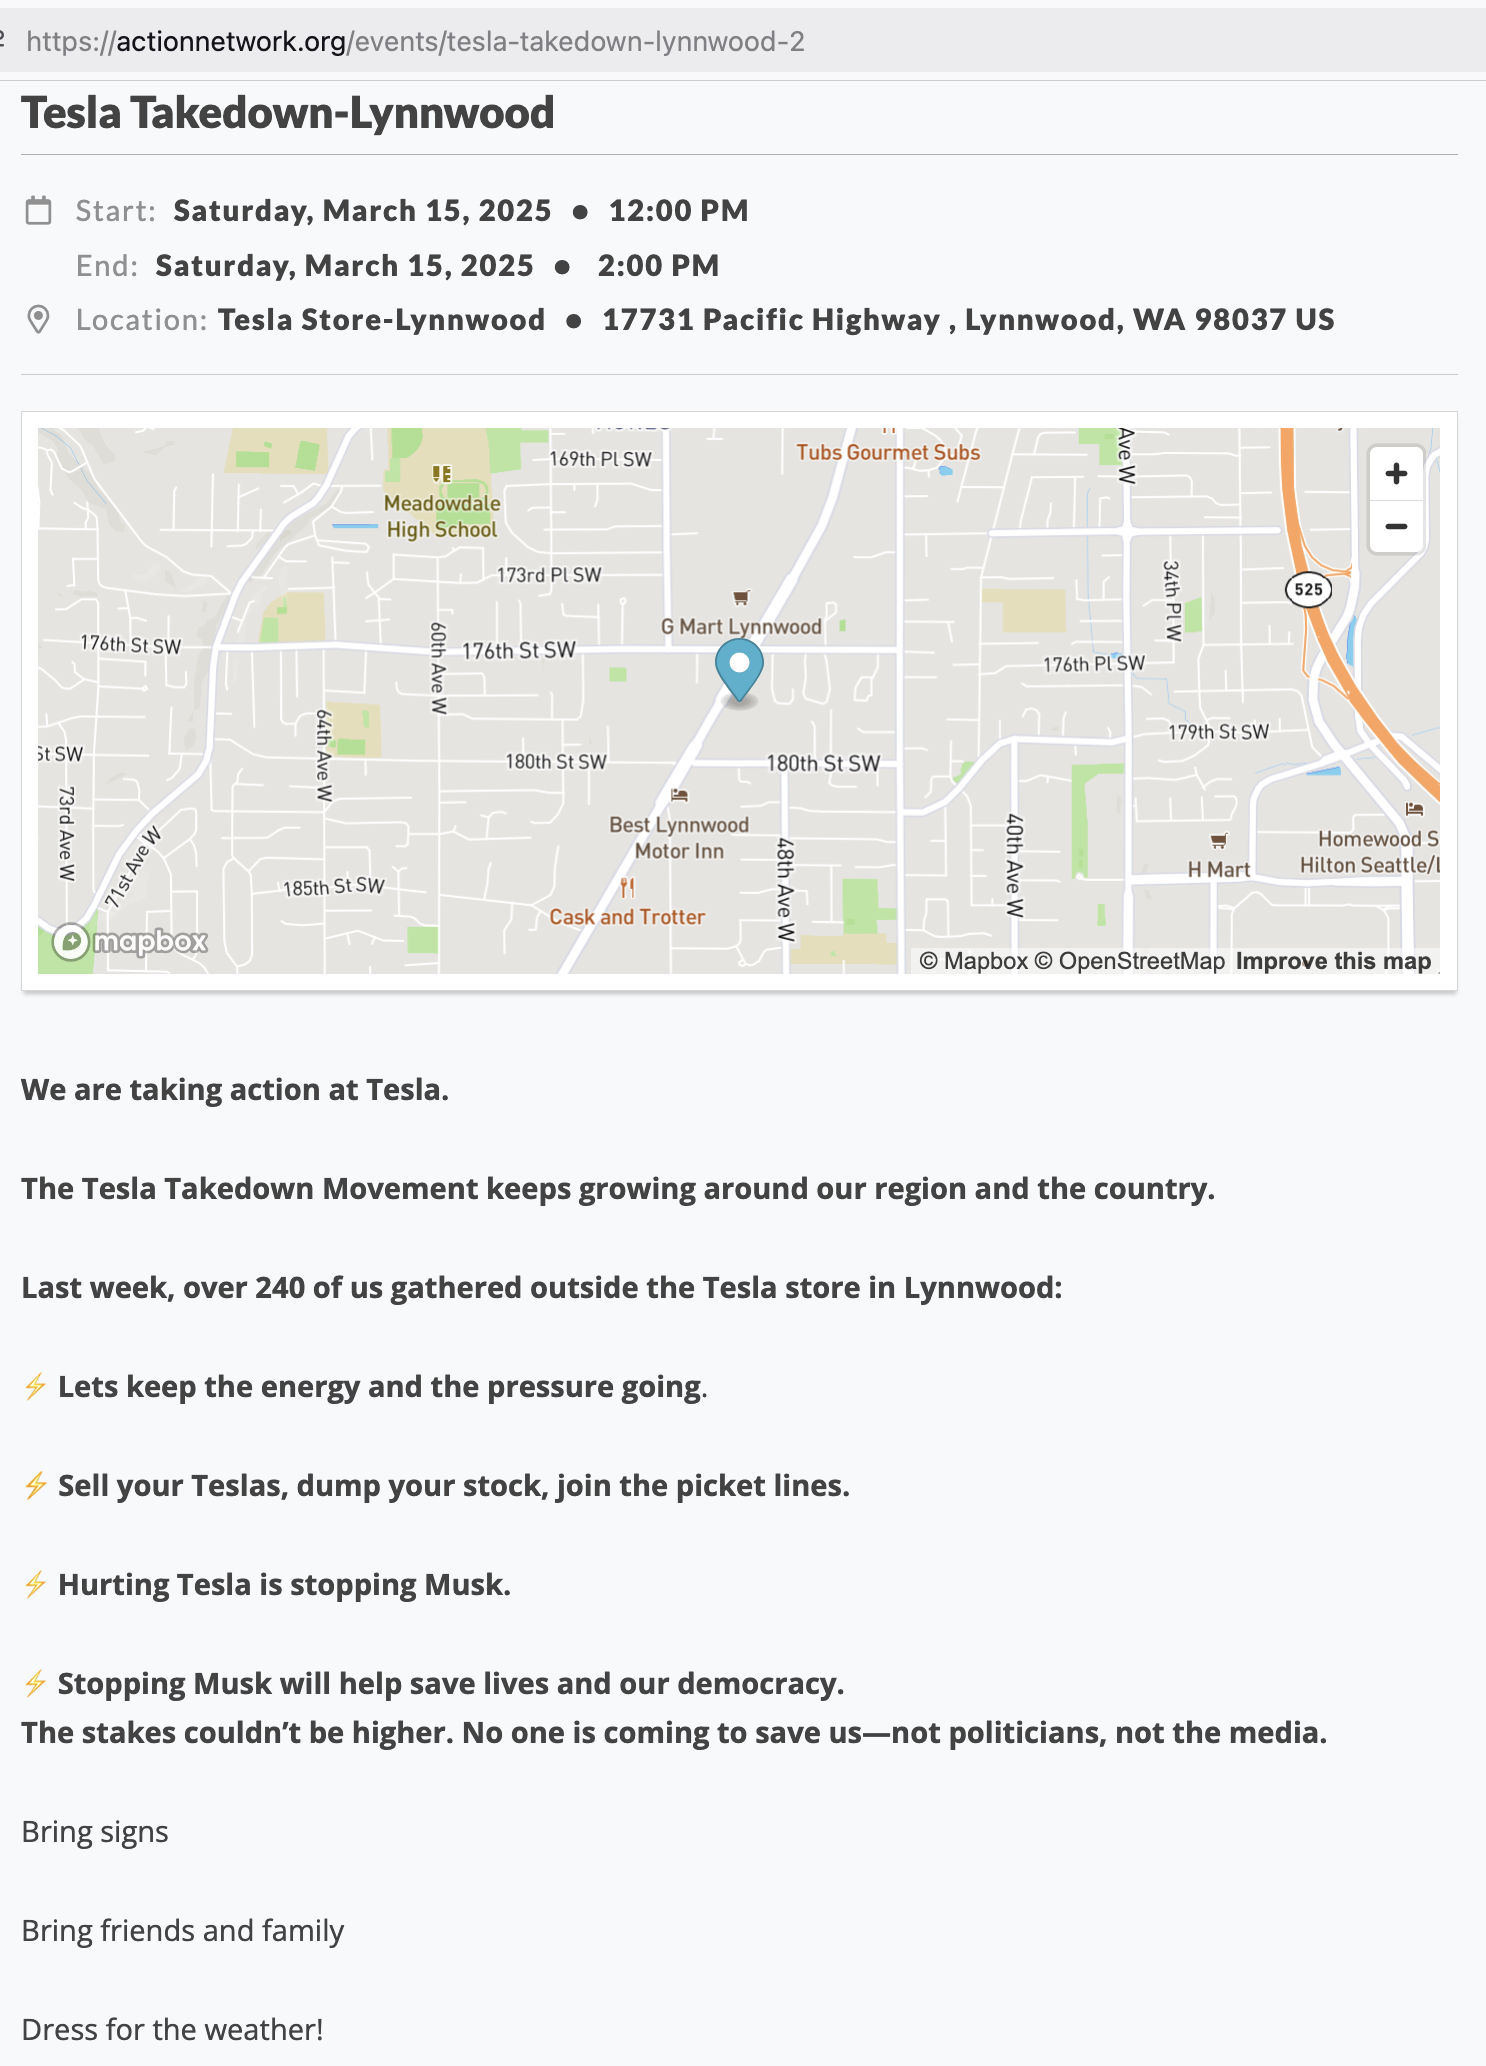 https://actionnetwork.org/events/tesla-takedown-lynnwood-2
Tesla Takedown-Lynnwood
Start: Saturday, March 15, 2025 ● 12:00 PM
End: Saturday, March 15, 2025 ● 2:00 PM
Location: Tesla Store-Lynnwood ● 17731 Pacific Highway , Lynnwood, WA 98037 US
Tubs Gourmet Subs
Ave W
169th Pl SW
+
Meadowdale
High School
−
173rd Pl SW
34th Pl W
525
G Mart Lynnwood
176th St SW
60th Ave W
176th St SW
176th Pl SW
64th Ave W
179th St SW
St SW
180th St SW
180th St SW
73rd Ave W
Best Lynnwood
Motor Inn
48th Ave W
40th Ave W
Homewood S
Hilton Seattle/L
H Mart
71st Ave W
185th St SW
Cask and Trotter
mapbox
© Mapbox © OpenStreetMap Improve this map
We are taking action at Tesla.
The Tesla Takedown Movement keeps growing around our region and the country.
Last week, over 240 of us gathered outside the Tesla store in Lynnwood:
⚡ Lets keep the energy and the pressure going.
⚡ Sell your Teslas, dump your stock, join the picket lines.
⚡ Hurting Tesla is stopping Musk.
⚡ Stopping Musk will help save lives and our democracy.
The stakes couldn’t be higher. No one is coming to save us—not politicians, not the media.
Bring signs
Bring friends and family
Dress for the weather!